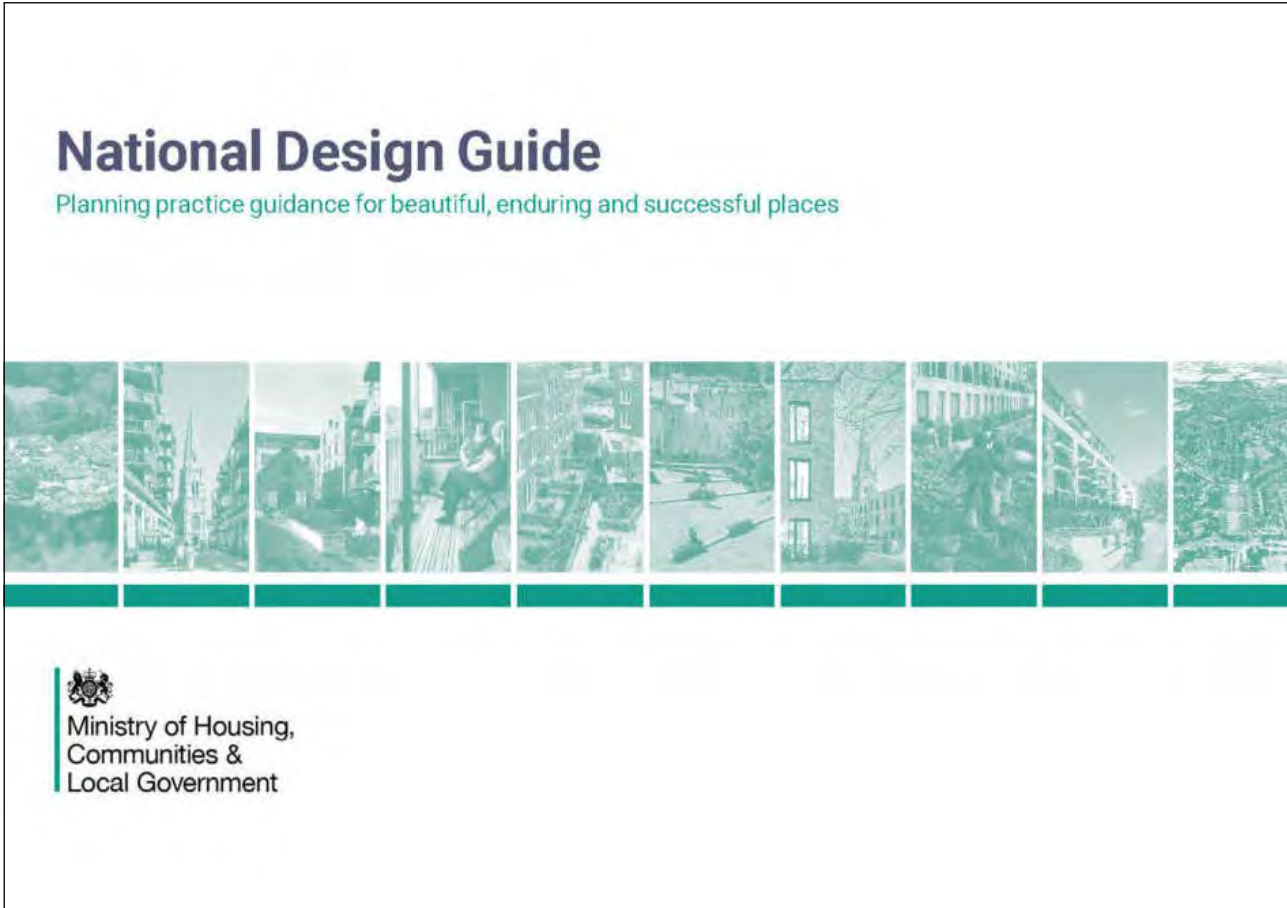 National Design Guide
Planning practice guidance for beautiful, enduring and successful places
Ministry of Housing,
Communities &
Local Government